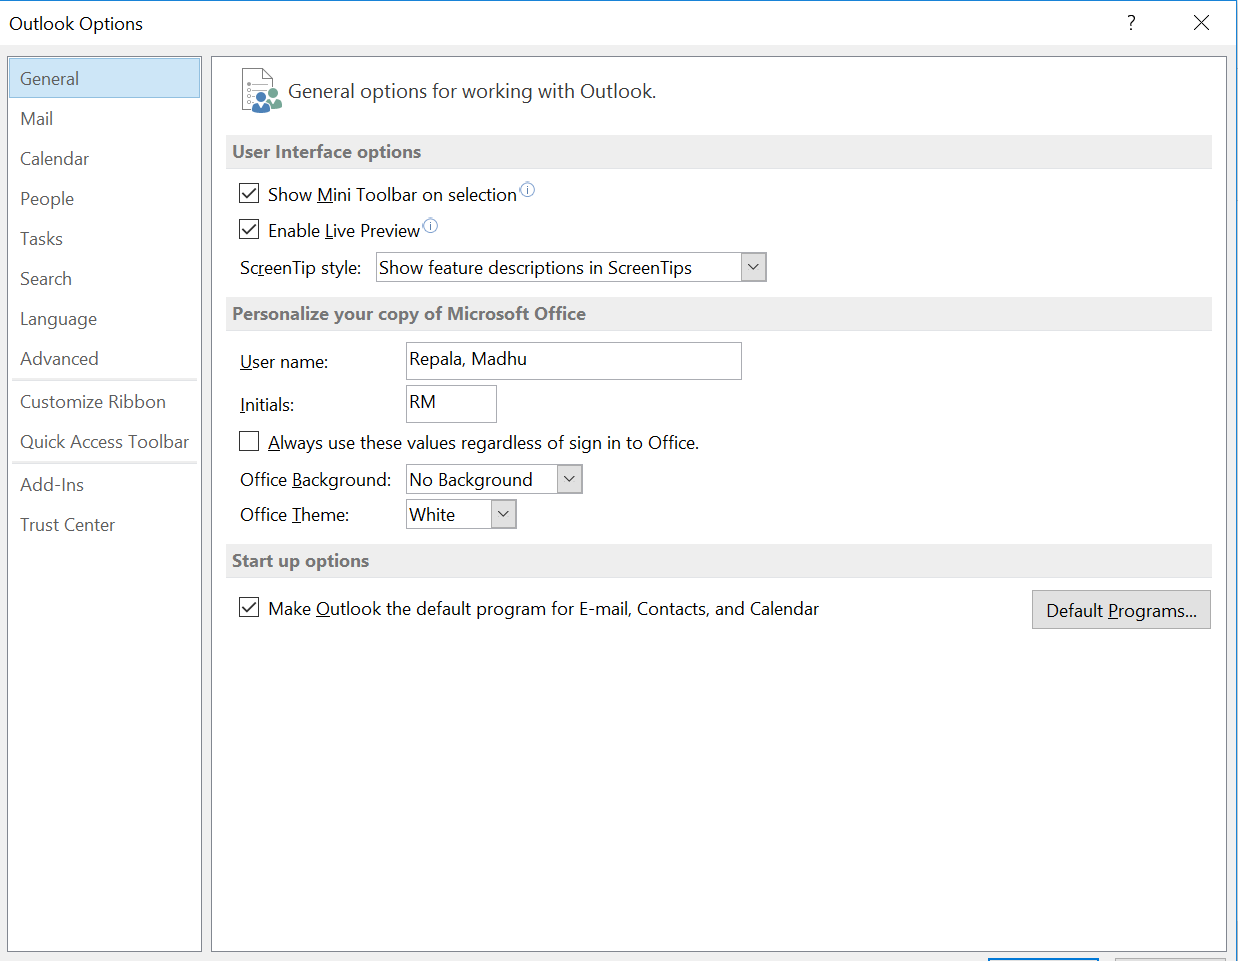 Outlook Options
?
General
Mail
Calendar
People
Tasks
Search
Language
Advanced
Customize Ribbon
Quick Access Toolbar
Add-Ins
Trust Center
General options for working with Outlook.
User Interface options
Show Mini Toolbar on selection
Enable Live Preview
ScreenTip style: Show feature descriptions in ScreenTips
Personalize your copy of Microsoft Office
User name: Repala, Madhu
Initials: RM
Always use these values regardless of sign in to Office.
Office Background: No Background
Office Theme: White
Start up options
Make Outlook the default program for E-mail, Contacts, and Calendar Default Programs...